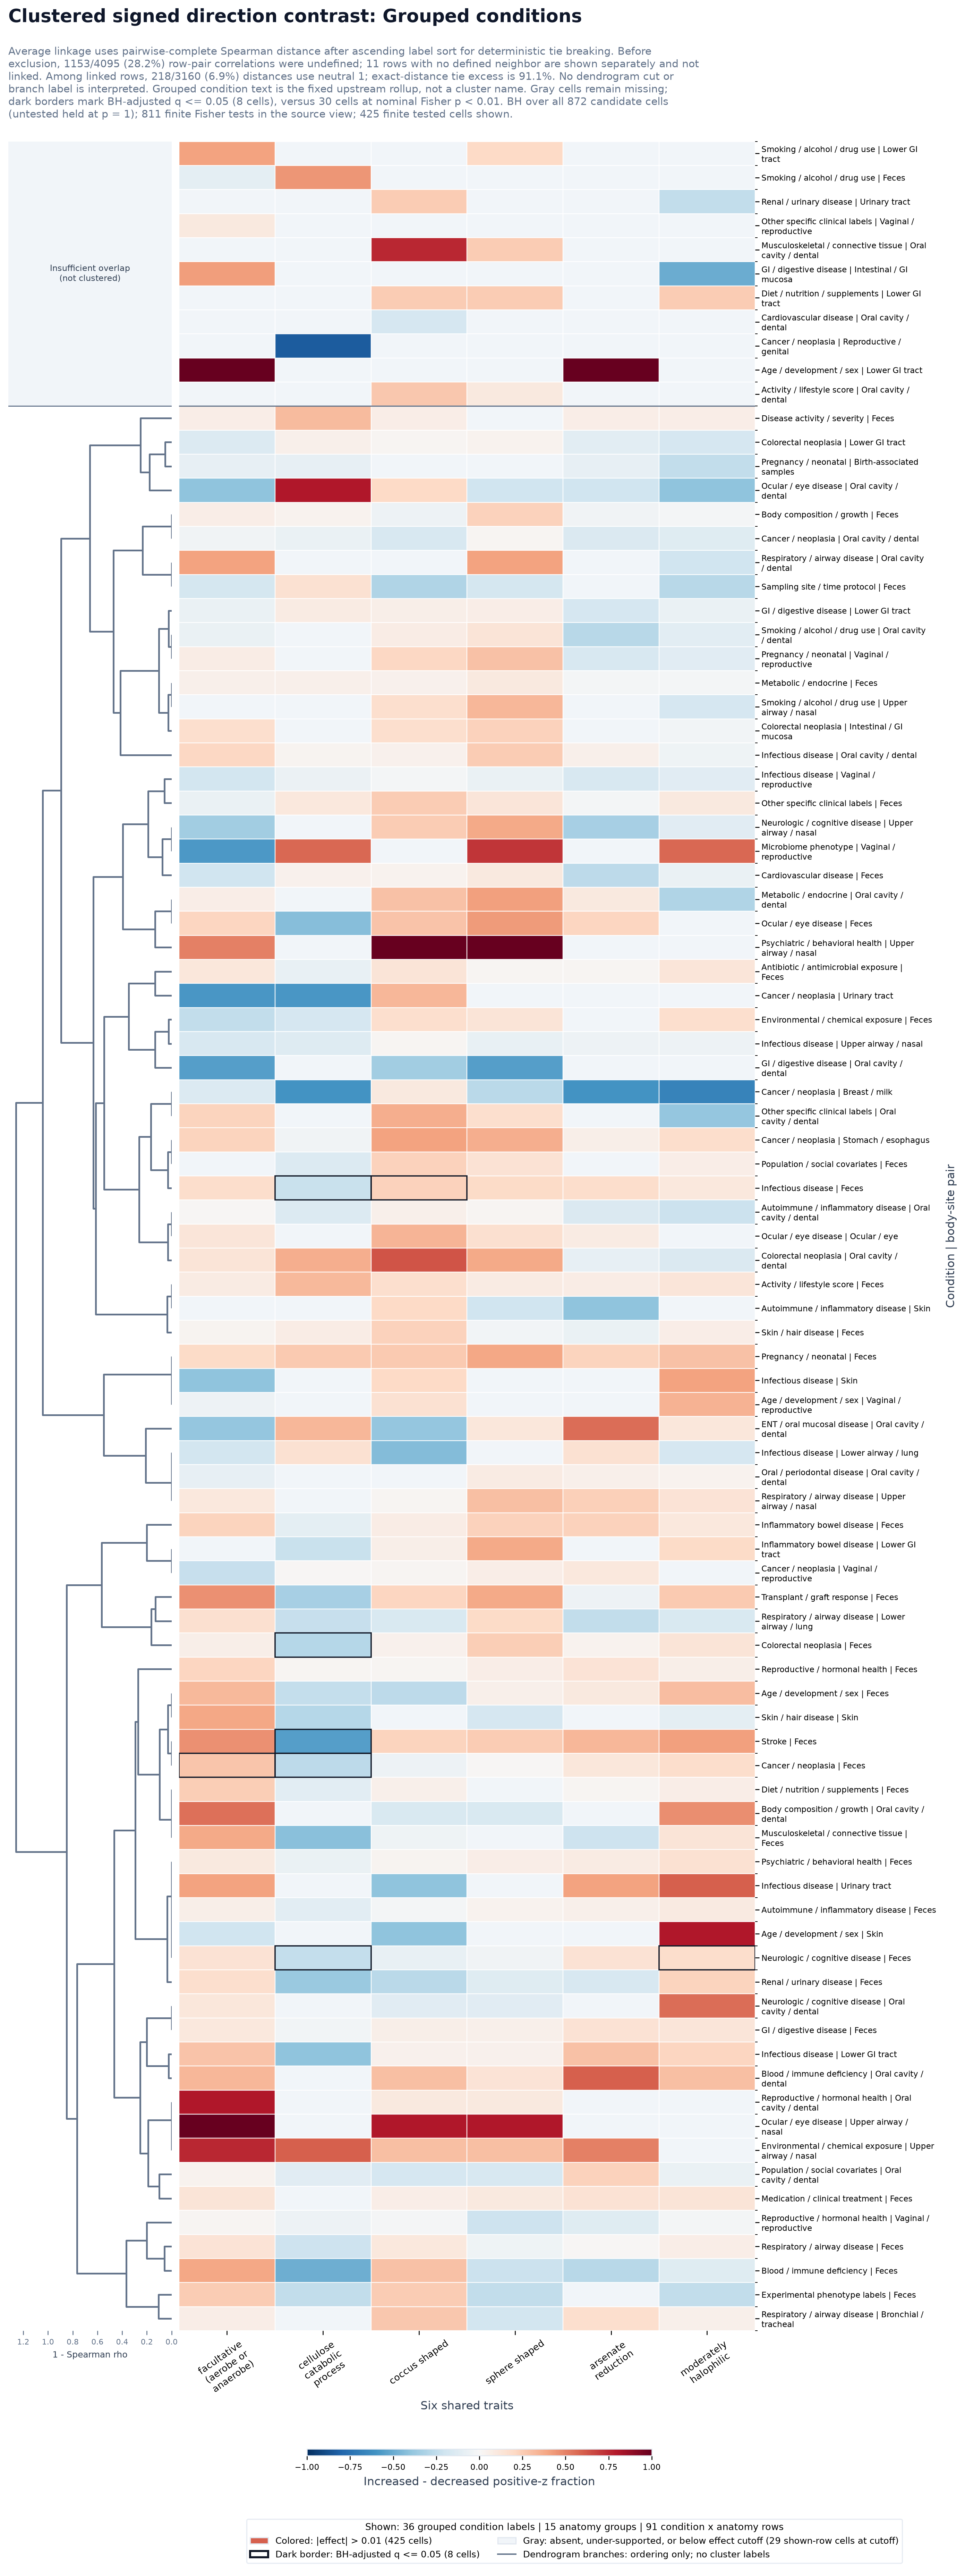 Clustered signed direction contrast: Grouped conditions
Average linkage uses pairwise-complete Spearman distance after ascending label sort for deterministic tie breaking. Before
exclusion, 1153/4095 (28.2%) row-pair correlations were undefined; 11 rows with no defined neighbor are shown separately and not
linked. Among linked rows, 218/3160 (6.9%) distances use neutral 1; exact-distance tie excess is 91.1%. No dendrogram cut or
branch label is interpreted. Grouped condition text is the fixed upstream rollup, not a cluster name. Gray cells remain missing;
dark borders mark BH-adjusted q <= 0.05 (8 cells), versus 30 cells at nominal Fisher p < 0.01. BH over all 872 candidate cells
(untested held at p = 1); 811 finite Fisher tests in the source view; 425 finite tested cells shown.
Insufficient overlap
(not clustered)
Smoking / alcohol / drug use | Lower GI
tract
Smoking / alcohol / drug use | Feces
Renal / urinary disease | Urinary tract
Other specific clinical labels | Vaginal /
reproductive
Musculoskeletal / connective tissue | Oral
cavity / dental
GI / digestive disease | Intestinal / GI
mucosa
Diet / nutrition / supplements | Lower GI
tract
Cardiovascular disease | Oral cavity /
dental
Cancer / neoplasia | Reproductive /
genital
Age / development / sex | Lower GI tract
Activity / lifestyle score | Oral cavity /
dental
Disease activity / severity | Feces
Colorectal neoplasia | Lower GI tract
Pregnancy / neonatal | Birth-associated
samples
Ocular / eye disease | Oral cavity /
dental
Body composition / growth | Feces
Cancer / neoplasia | Oral cavity / dental
Respiratory / airway disease | Oral cavity
/ dental
Sampling site / time protocol | Feces
GI / digestive disease | Lower GI tract
Smoking / alcohol / drug use | Oral cavity
/ dental
Pregnancy / neonatal | Vaginal /
reproductive
Metabolic / endocrine | Feces
Smoking / alcohol / drug use | Upper
airway / nasal
Colorectal neoplasia | Intestinal / GI
mucosa
Infectious disease | Oral cavity / dental
Infectious disease | Vaginal /
reproductive
Other specific clinical labels | Feces
Neurologic / cognitive disease | Upper
airway / nasal
Microbiome phenotype | Vaginal /
reproductive
Cardiovascular disease | Feces
Metabolic / endocrine | Oral cavity /
dental
Ocular / eye disease | Feces
Psychiatric / behavioral health | Upper
airway / nasal
Antibiotic / antimicrobial exposure |
Feces
Cancer / neoplasia | Urinary tract
Environmental / chemical exposure | Feces
Infectious disease | Upper airway / nasal
GI / digestive disease | Oral cavity /
dental
Cancer / neoplasia | Breast / milk
Other specific clinical labels | Oral
cavity / dental
Cancer / neoplasia | Stomach / esophagus
Population / social covariates | Feces
Infectious disease | Feces
Autoimmune / inflammatory disease | Oral
cavity / dental
Ocular / eye disease | Ocular / eye
Colorectal neoplasia | Oral cavity /
dental
Activity / lifestyle score | Feces
Autoimmune / inflammatory disease | Skin
Skin / hair disease | Feces
Pregnancy / neonatal | Feces
Infectious disease | Skin
Age / development / sex | Vaginal /
reproductive
ENT / oral mucosal disease | Oral cavity /
dental
Infectious disease | Lower airway / lung
Oral / periodontal disease | Oral cavity /
dental
Respiratory / airway disease | Upper
airway / nasal
Inflammatory bowel disease | Feces
Inflammatory bowel disease | Lower GI
tract
Cancer / neoplasia | Vaginal /
reproductive
Transplant / graft response | Feces
Respiratory / airway disease | Lower
airway / lung
Colorectal neoplasia | Feces
Reproductive / hormonal health | Feces
Age / development / sex | Feces
Skin / hair disease | Skin
Stroke | Feces
Cancer / neoplasia | Feces
Diet / nutrition / supplements | Feces
Body composition / growth | Oral cavity /
dental
Musculoskeletal / connective tissue |
Feces
Psychiatric / behavioral health | Feces
Infectious disease | Urinary tract
Autoimmune / inflammatory disease | Feces
Age / development / sex | Skin
Neurologic / cognitive disease | Feces
Renal / urinary disease | Feces
Neurologic / cognitive disease | Oral
cavity / dental
GI / digestive disease | Feces
Infectious disease | Lower GI tract
Blood / immune deficiency | Oral cavity /
dental
Reproductive / hormonal health | Oral
cavity / dental
Ocular / eye disease | Upper airway /
nasal
Environmental / chemical exposure | Upper
airway / nasal
Population / social covariates | Oral
cavity / dental
Medication / clinical treatment | Feces
Reproductive / hormonal health | Vaginal /
reproductive
Respiratory / airway disease | Feces
Blood / immune deficiency | Feces
Experimental phenotype labels | Feces
Respiratory / airway disease | Bronchial /
tracheal
Condition | body-site pair
1.2 1.0 0.8 0.6 0.4 0.2 0.0
1 - Spearman rho
facultative
(aerobe or
anaerobe)
cellulose
catabolic
process
coccus shaped
sphere shaped
arsenate
reduction
moderately
halophilic
Six shared traits
−1.00 −0.75 −0.50 −0.25 0.00 0.25 0.50 0.75 1.00
Increased - decreased positive-z fraction
Shown: 36 grouped condition labels | 15 anatomy groups | 91 condition x anatomy rows
Colored: |effect| > 0.01 (425 cells)
Gray: absent, under-supported, or below effect cutoff (29 shown-row cells at cutoff)
Dark border: BH-adjusted q <= 0.05 (8 cells)
Dendrogram branches: ordering only; no cluster labels